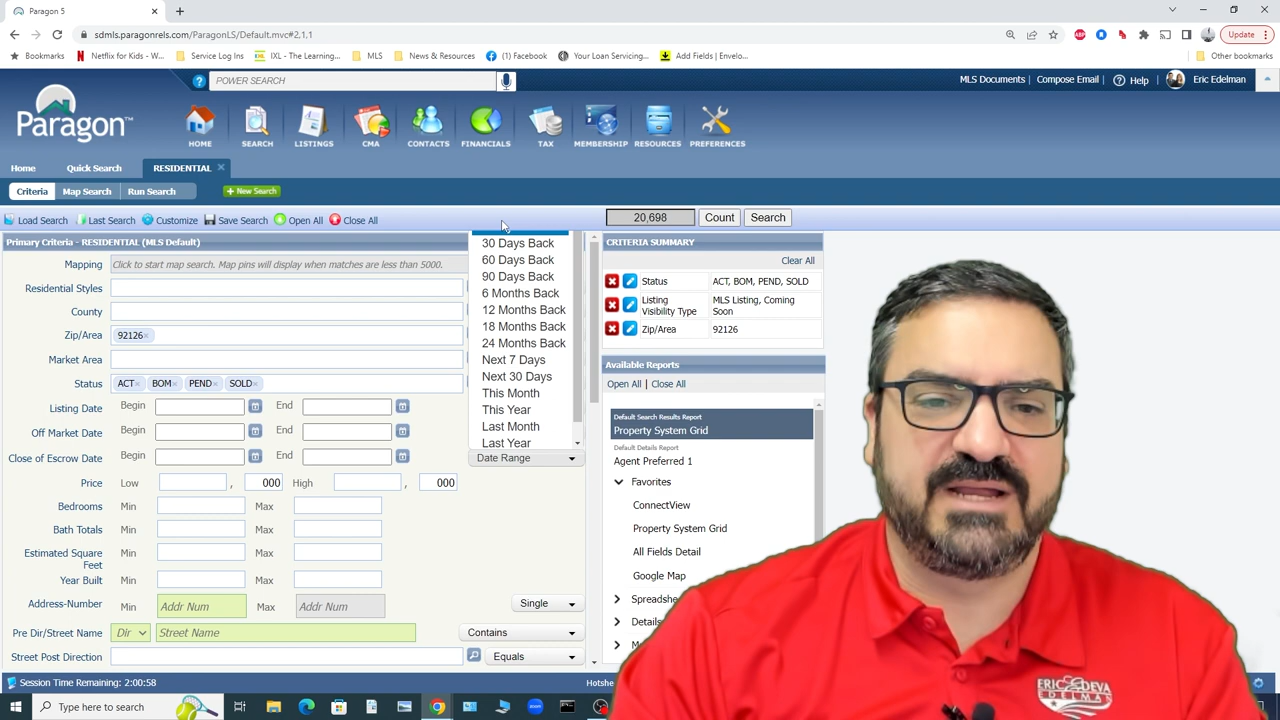 Paragon 5
sdmls.paragonrels.com/ParagonLS/Default.mvc#2.1.1
Update
Bookmarks
Netflix for Kids - W...
Service Log Ins
IXL - The Learning...
MLS
News & Resources
(1) Facebook
Your Loan Servicing...
Add Fields | Envelo...
Other bookmarks
POWER SEARCH
MLS Documents
Compose Email
Help
Eric Edelman
Paragon™
HOME
SEARCH
LISTINGS
CMA
CONTACTS
FINANCIALS
TAX
MEMBERSHIP
RESOURCES
PREFERENCES
Home
Quick Search
RESIDENTIAL
Criteria
Map Search
Run Search
+ New Search
Load Search
Last Search
Customize
Save Search
Open All
Close All
20,698
Count
Search
Primary Criteria - RESIDENTIAL (MLS Default)
Mapping
Click to start map search. Map pins will display when matches are less than 5000.
Residential Styles
County
Zip/Area
92126
Market Area
Status
ACT
BOM
PEND
SOLD
Listing Date
Begin
End
Off Market Date
Begin
End
Close of Escrow Date
Begin
End
Price
Low
, 000
High
, 000
Bedrooms
Min
Max
Bath Totals
Min
Max
Estimated Square
Feet
Min
Max
Year Built
Min
Max
Address-Number
Min
Addr Num
Max
Addr Num
Single
Pre Dir/Street Name
Dir
Street Name
Contains
Street Post Direction
Equals
30 Days Back
60 Days Back
90 Days Back
6 Months Back
12 Months Back
18 Months Back
24 Months Back
Next 7 Days
Next 30 Days
This Month
This Year
Last Month
Last Year
Date Range
CRITERIA SUMMARY
Clear All
Status
ACT, BOM, PEND, SOLD
Listing
Visibility Type
MLS Listing, Coming
Soon
Zip/Area
92126
Available Reports
Open All
Close All
Default Search Results Report
Property System Grid
Default Details Report
Agent Preferred 1
Favorites
ConnectView
Property System Grid
All Fields Detail
Google Map
Spreadshe
Details
Session Time Remaining: 2:00:58
Hotshe
Type here to search
zoom
ERIC & DEVA
EDELMAN